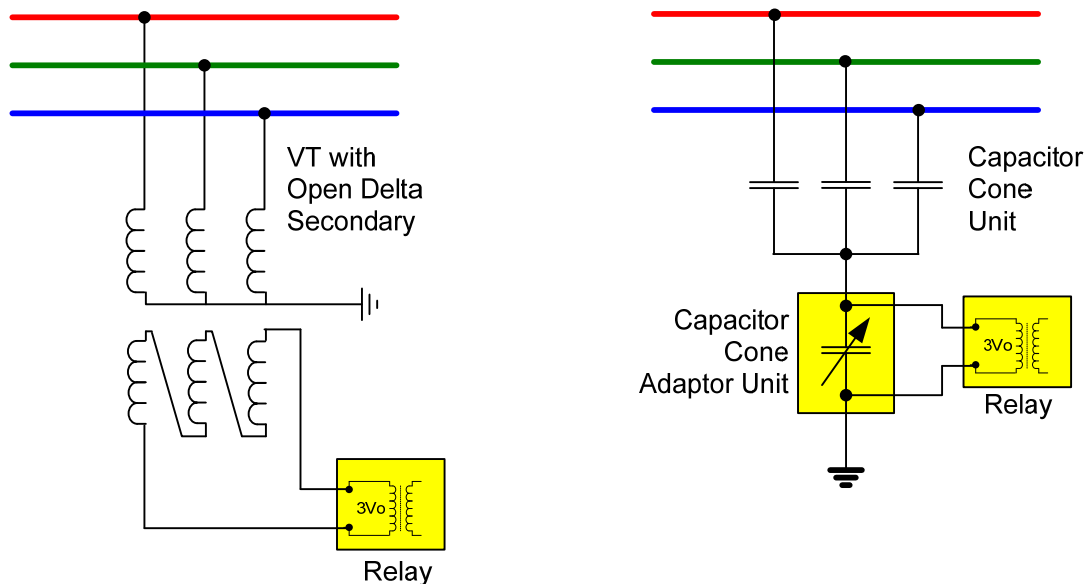 VT with
Open Delta
Secondary
3Vo
Relay
Capacitor
Cone
Unit
Capacitor
Cone
Adaptor Unit
3Vo
Relay